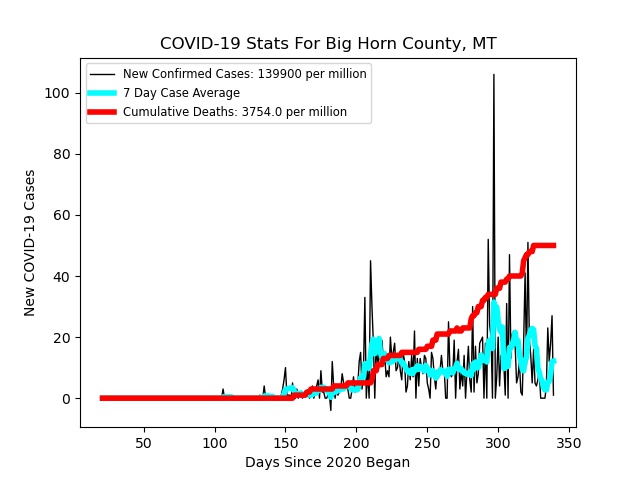 COVID-19 Stats For Big Horn County, MT
New Confirmed Cases: 139900 per million
7 Day Case Average
Cumulative Deaths: 3754.0 per million
New COVID-19 Cases
100
80
60
40
20
0
50 100 150 200 250 300 350
Days Since 2020 Began